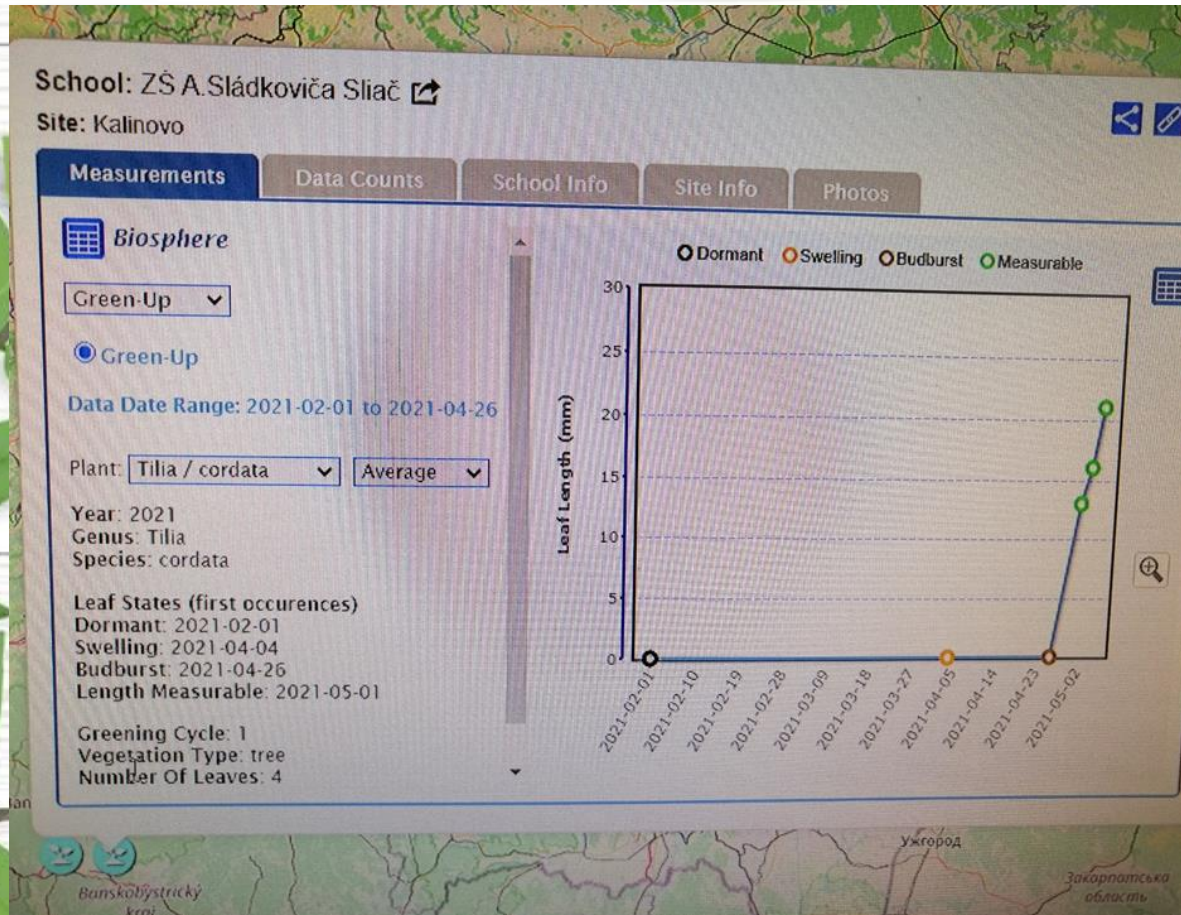 School: ZŠ A.Sládkoviča Sliač
Site: Kalinovo
Measurements
Data Counts
School Info
Site Info
Photos
Biosphere
Green-Up
Green-Up
Data Date Range: 2021-02-01 to 2021-04-26
Plant: Tilia / cordata
Average
Year: 2021
Genus: Tilia
Species: cordata
Leaf States (first occurences)
Dormant: 2021-02-01
Swelling: 2021-04-04
Budburst: 2021-04-26
Length Measurable: 2021-05-01
Greening Cycle: 1
Vegetation Type: tree
Number Of Leaves: 4
Dormant Swelling Budburst Measurable
Leaf Length (mm)
30
25
20
15
10
5
0
2021-02-01
2021-02-10
2021-02-19
2021-02-28
2021-03-09
2021-03-18
2021-03-27
2021-04-05
2021-04-14
2021-04-23
2021-05-02
Ужгород
Banskobystrický
kraj
Закарпатська
область